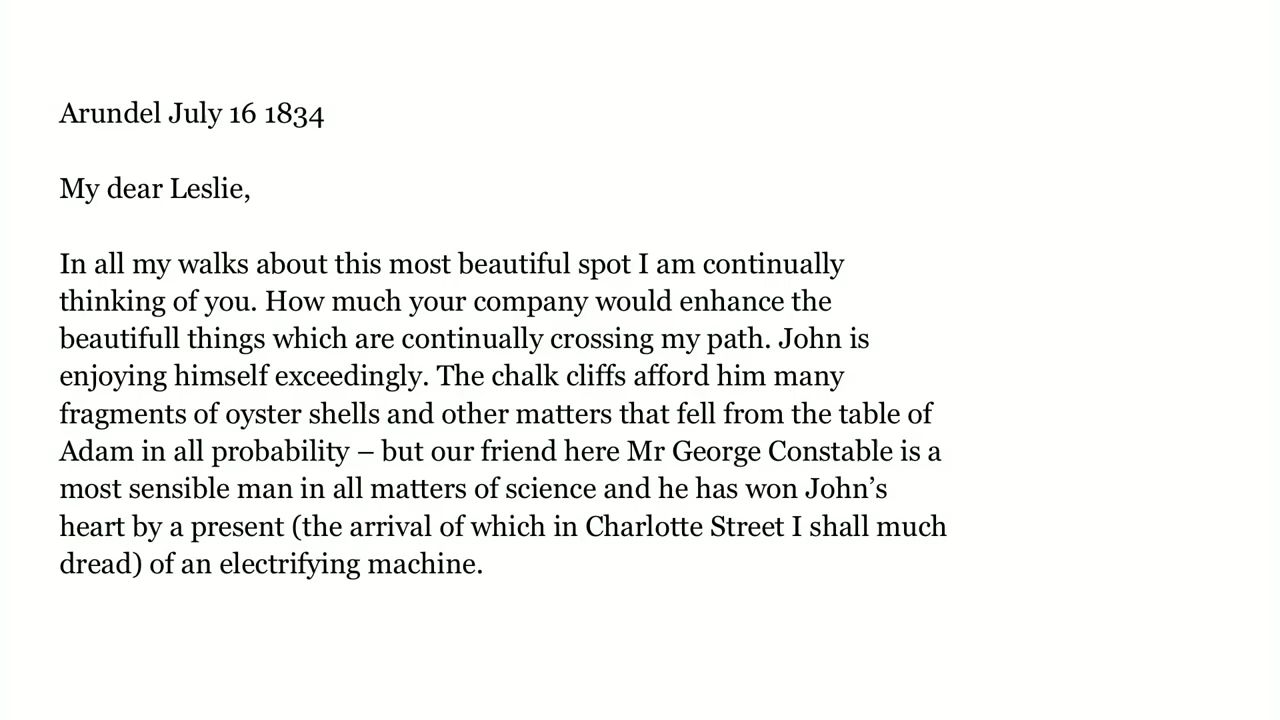 Arundel July 16 1834
My dear Leslie,
In all my walks about this most beautiful spot I am continually
thinking of you. How much your company would enhance the
beautifull things which are continually crossing my path. John is
enjoying himself exceedingly. The chalk cliffs afford him many
fragments of oyster shells and other matters that fell from the table of
Adam in all probability – but our friend here Mr George Constable is a
most sensible man in all matters of science and he has won John’s
heart by a present (the arrival of which in Charlotte Street I shall much
dread) of an electrifying machine.